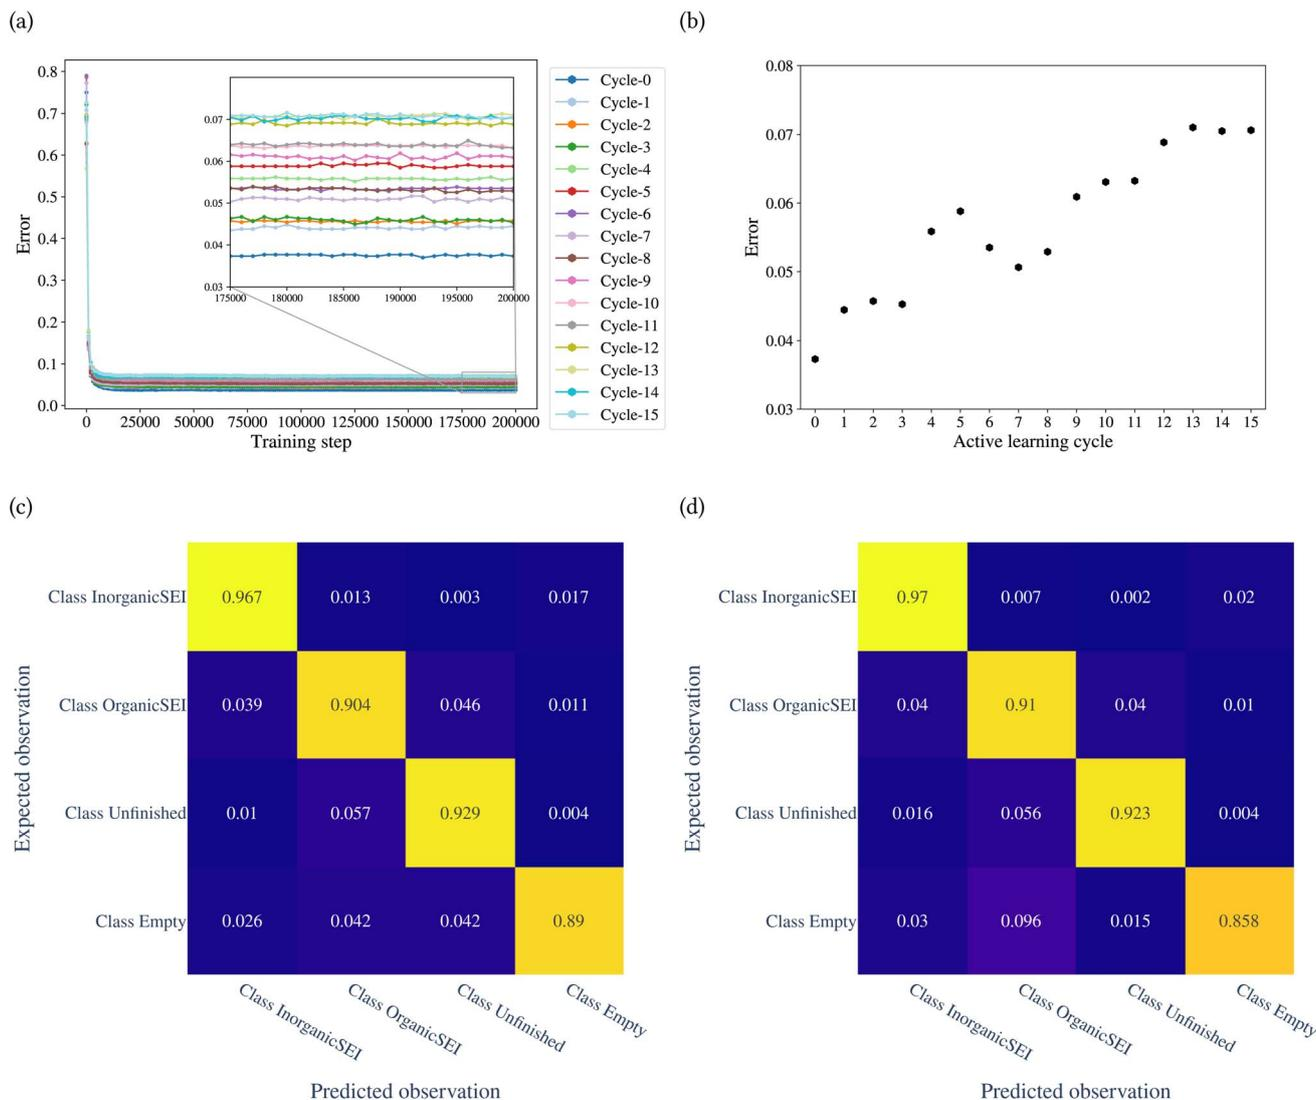 (a)
0.8
0.7
0.6
0.5
0.4
0.3
0.2
0.1
0.0
Error
0 25000 50000 75000 100000 125000 150000 175000 200000
Training step
0.07
0.06
0.05
0.04
0.03
175000 180000 185000 190000 195000 200000
Cycle-0
Cycle-1
Cycle-2
Cycle-3
Cycle-4
Cycle-5
Cycle-6
Cycle-7
Cycle-8
Cycle-9
Cycle-10
Cycle-11
Cycle-12
Cycle-13
Cycle-14
Cycle-15
(b)
0.08
0.07
0.06
0.05
0.04
0.03
Error
0 1 2 3 4 5 6 7 8 9 10 11 12 13 14 15
Active learning cycle
(c)
Expected observation
Class InorganicSEI 0.967 0.013 0.003 0.017
Class OrganicSEI 0.039 0.904 0.046 0.011
Class Unfinished 0.01 0.057 0.929 0.004
Class Empty 0.026 0.042 0.042 0.89
Class InorganicSEI
Class OrganicSEI
Class Unfinished
Class Empty
Predicted observation
(d)
Expected observation
Class InorganicSEI 0.97 0.007 0.002 0.02
Class OrganicSEI 0.04 0.91 0.04 0.01
Class Unfinished 0.016 0.056 0.923 0.004
Class Empty 0.03 0.096 0.015 0.858
Class InorganicSEI
Class OrganicSEI
Class Unfinished
Class Empty
Predicted observation